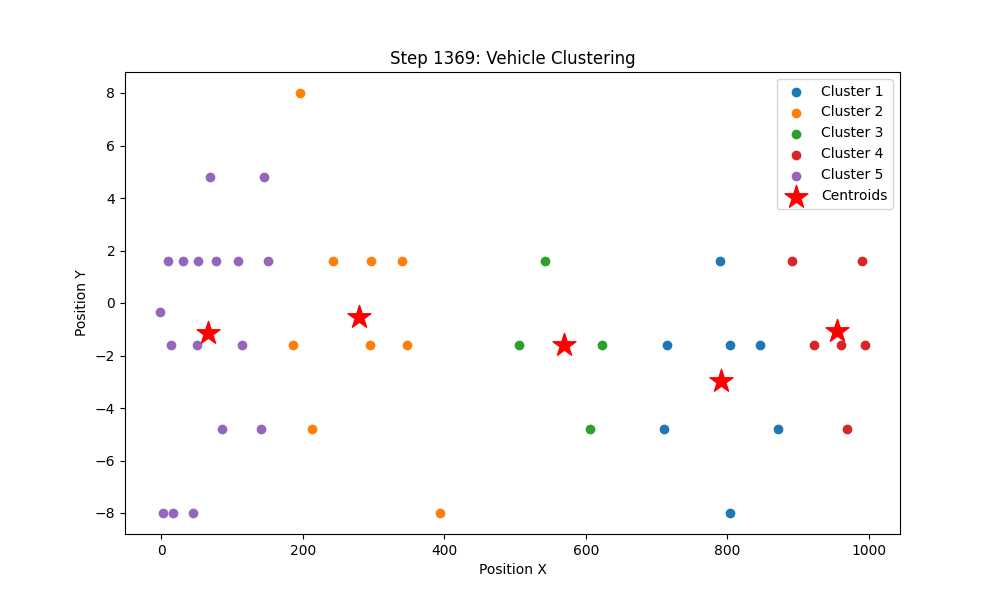 Step 1369: Vehicle Clustering
Cluster 1
Cluster 2
Cluster 3
Cluster 4
Cluster 5
Centroids
Position Y
8
6
4
2
0
−2
−4
−6
−8
0 200 400 600 800 1000
Position X